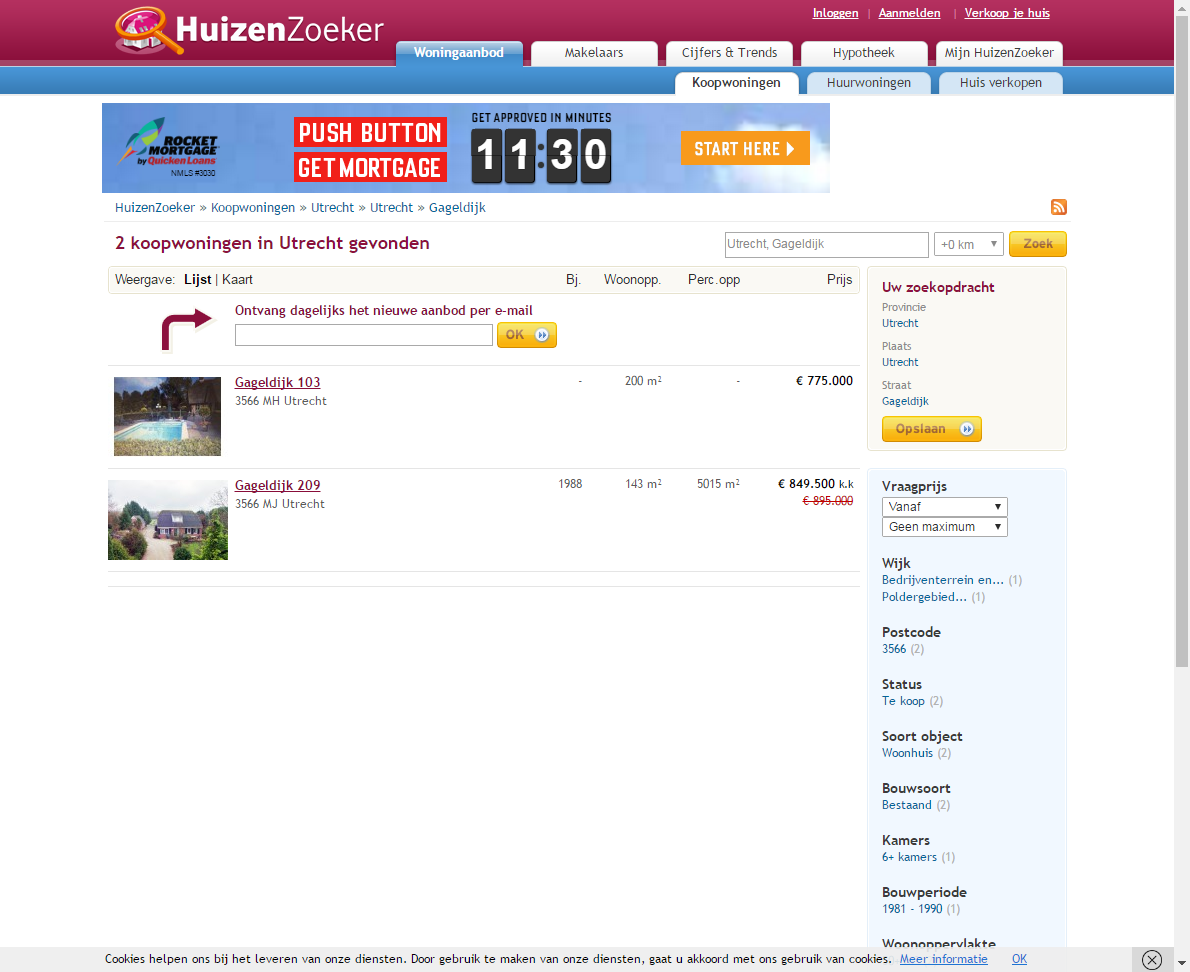 HuizenZoeker
Inloggen | Aanmelden | Verkoop je huis
Woningaanbod Makelaars Cijfers & Trends Hypotheek Mijn HuizenZoeker
Koopwoningen Huurwoningen Huis verkopen
ROCKET MORTGAGE
by Quicken Loans
NMLS #3030
PUSH BUTTON
GET MORTGAGE
GET APPROVED IN MINUTES
11:30
START HERE
HuizenZoeker » Koopwoningen » Utrecht » Utrecht » Gageldijk
2 koopwoningen in Utrecht gevonden
Utrecht, Gageldijk +0 km Zoek
Weergave: Lijst | Kaart Bj. Woonopp. Perc.opp Prijs
Ontvang dagelijks het nieuwe aanbod per e-mail
OK
Gageldijk 103 - 200 m² - € 775.000
3566 MH Utrecht
Gageldijk 209 1988 143 m² 5015 m² € 849.500 k.k
3566 MJ Utrecht € 895.000
Uw zoekopdracht
Provincie
Utrecht
Plaats
Utrecht
Straat
Gageldijk
Opslaan
Vraagprijs
Vanaf
Geen maximum
Wijk
Bedrijventerrein en... (1)
Poldergebied... (1)
Postcode
3566 (2)
Status
Te koop (2)
Soort object
Woonhuis (2)
Bouwsoort
Bestaand (2)
Kamers
6+ kamers (1)
Bouwperiode
1981 - 1990 (1)
Woonoppervlakte
Cookies helpen ons bij het leveren van onze diensten. Door gebruik te maken van onze diensten, gaat u akkoord met ons gebruik van cookies. Meer informatie OK